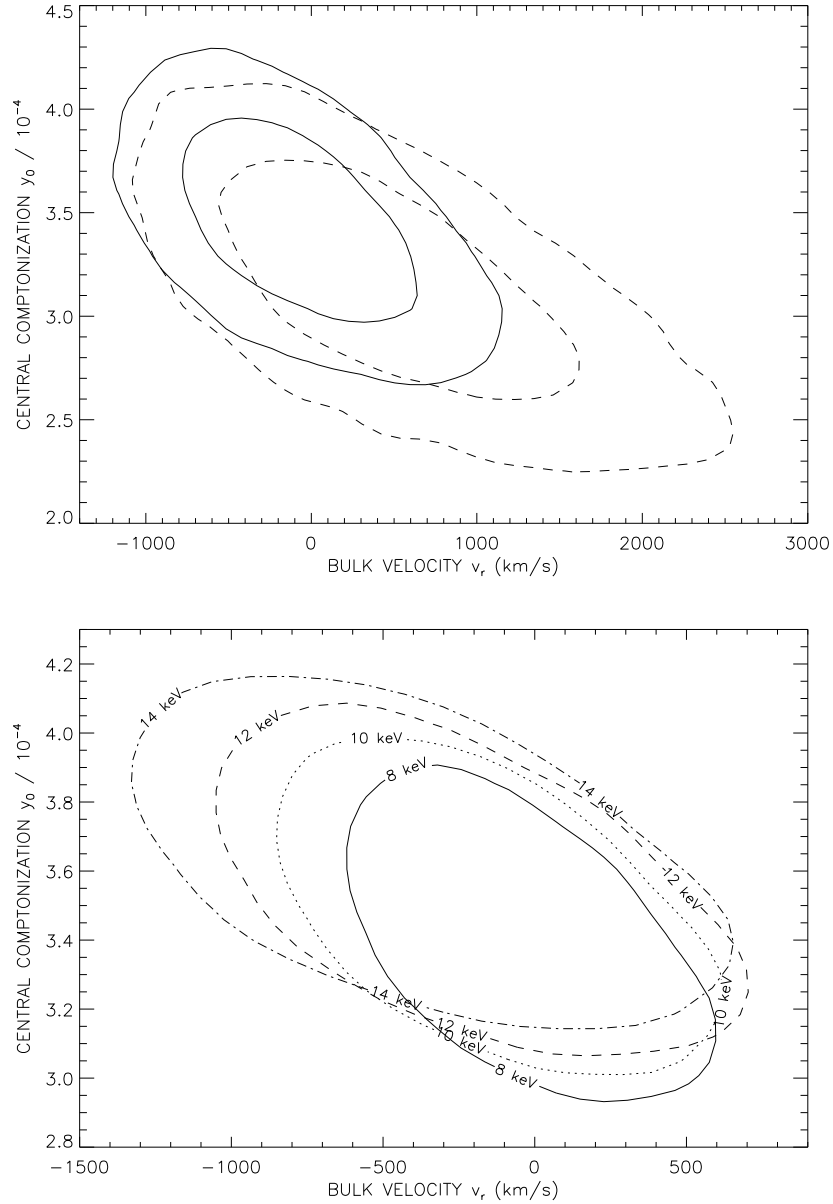 4.5
4.0
3.5
3.0
2.5
2.0
CENTRAL COMPTONIZATION y₀ / 10⁻⁴
−1000 0 1000 2000 3000
BULK VELOCITY vᵣ (km/s)
4.2
4.0
3.8
3.6
3.4
3.2
3.0
2.8
CENTRAL COMPTONIZATION y₀ / 10⁻⁴
14 keV
12 keV
10 keV
8 keV
14 keV
12 keV
10 keV
14 keV
12 keV
10 keV
8 keV
−1500 −1000 −500 0 500
BULK VELOCITY vᵣ (km/s)